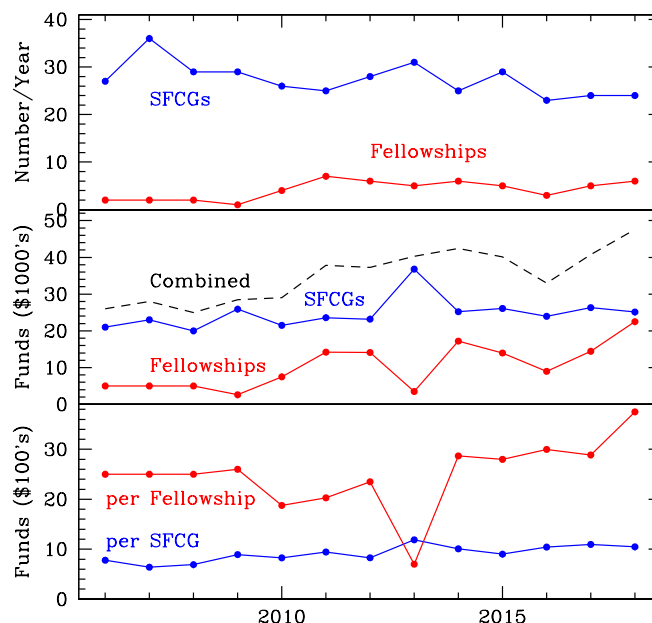 40
30
20
10
0
Number/Year
SFCGs
Fellowships
50
40
30
20
10
0
Funds ($1000's)
Combined
SFCGs
Fellowships
30
20
10
0
Funds ($100's)
per Fellowship
per SFCG
2010
2015